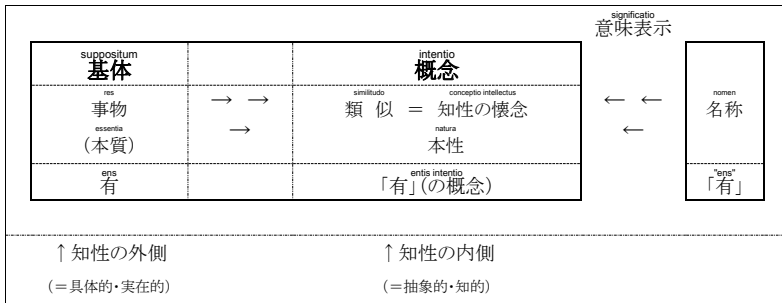 significatio
意味表示
suppositum intentio
基体 概念
res similitudo conceptio intellectus nomen
事物 → → 類 似 = 知性の懐念 ← ← 名称
essentia natura
(本質) → 本性 ←
ens entis intentio "ens"
有 「有」(の概念) 「有」
↑知性の外側 ↑知性の内側
(=具体的・実在的) (=抽象的・知的)